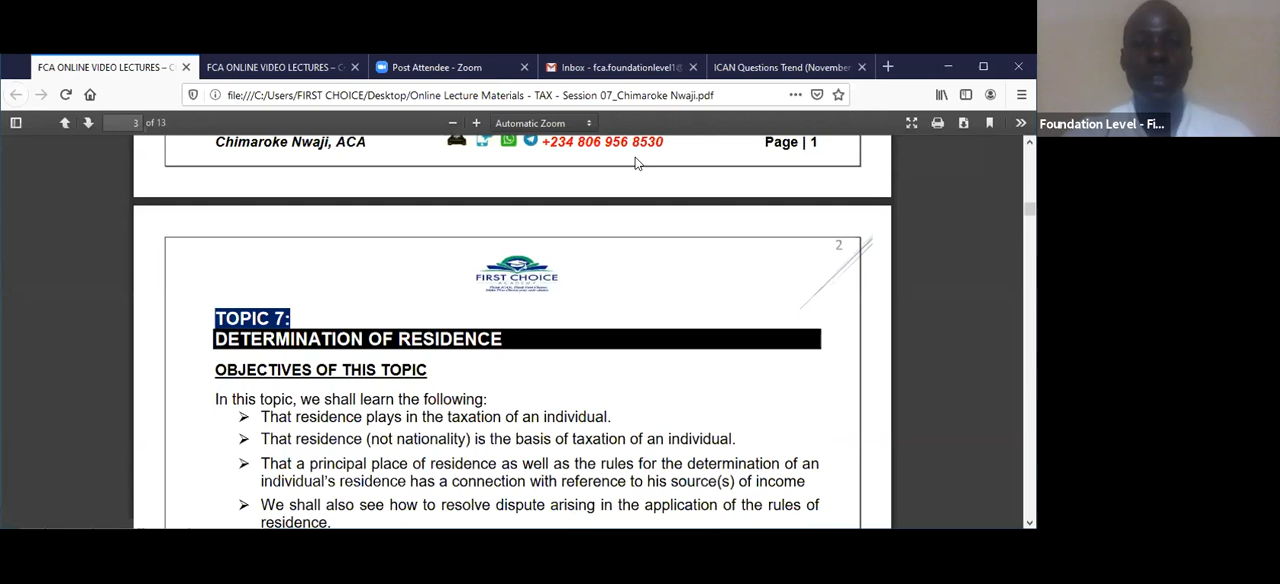 FCA ONLINE VIDEO LECTURES – C
FCA ONLINE VIDEO LECTURES – C
Post Attendee - Zoom
Inbox - fca.foundationlevel1@
ICAN Questions Trend (November
file:///C:/Users/FIRST CHOICE/Desktop/Online Lecture Materials - TAX - Session 07_Chimaroke Nwaji.pdf
3 of 13
Automatic Zoom
Foundation Level - Fi...
Chimaroke Nwaji, ACA
+234 806 956 8530
Page | 1
2
FIRST CHOICE
TOPIC 7:
DETERMINATION OF RESIDENCE
OBJECTIVES OF THIS TOPIC
In this topic, we shall learn the following:
➢ That residence plays in the taxation of an individual.
➢ That residence (not nationality) is the basis of taxation of an individual.
➢ That a principal place of residence as well as the rules for the determination of an
individual's residence has a connection with reference to his source(s) of income
➢ We shall also see how to resolve dispute arising in the application of the rules of
residence.